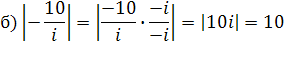 б) |−10/i| = |−10/i · −i/−i| = |10i| = 10